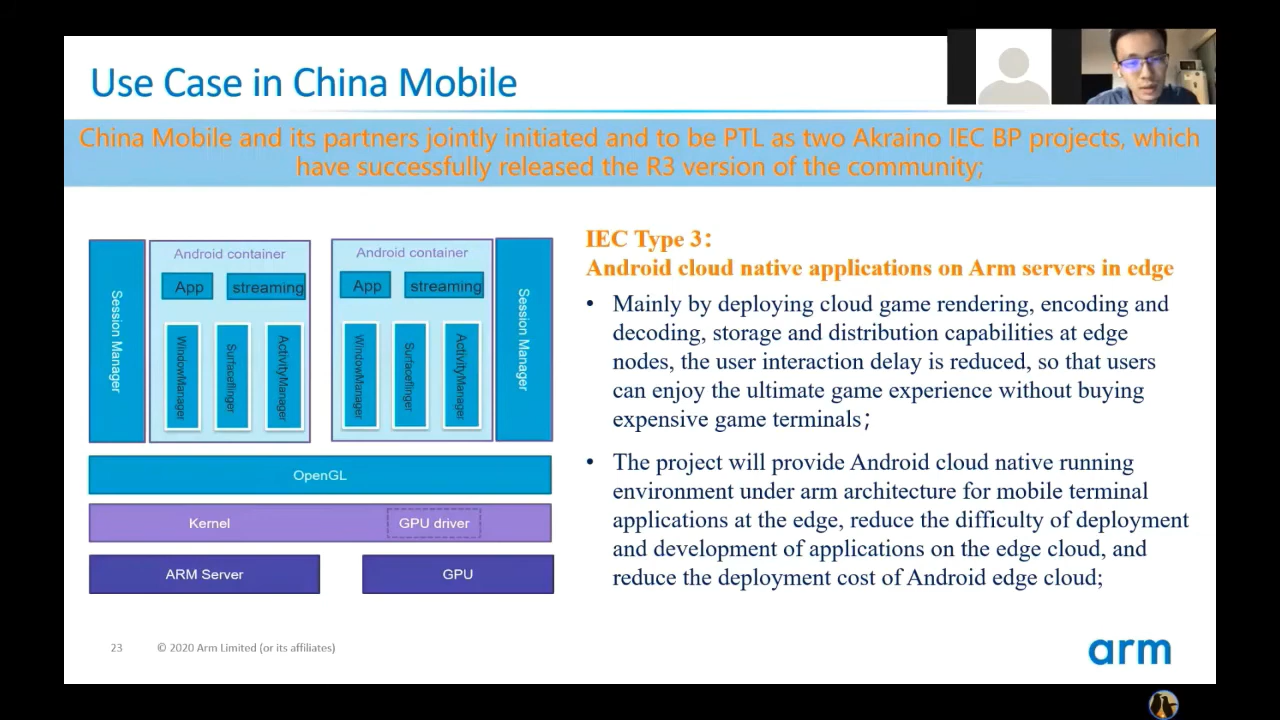 Use Case in China Mobile
China Mobile and its partners jointly initiated and to be PTL as two Akraino IEC BP projects, which
have successfully released the R3 version of the community;
Session Manager
Android container
App
streaming
WindowManager
Surfaceflinger
ActivityManager
Android container
App
streaming
WindowManager
Surfaceflinger
ActivityManager
Session Manager
OpenGL
Kernel
GPU driver
ARM Server
GPU
IEC Type 3:
Android cloud native applications on Arm servers in edge
• Mainly by deploying cloud game rendering, encoding and
decoding, storage and distribution capabilities at edge
nodes, the user interaction delay is reduced, so that users
can enjoy the ultimate game experience without buying
expensive game terminals;
• The project will provide Android cloud native running
environment under arm architecture for mobile terminal
applications at the edge, reduce the difficulty of deployment
and development of applications on the edge cloud, and
reduce the deployment cost of Android edge cloud;
23
© 2020 Arm Limited (or its affiliates)
arm